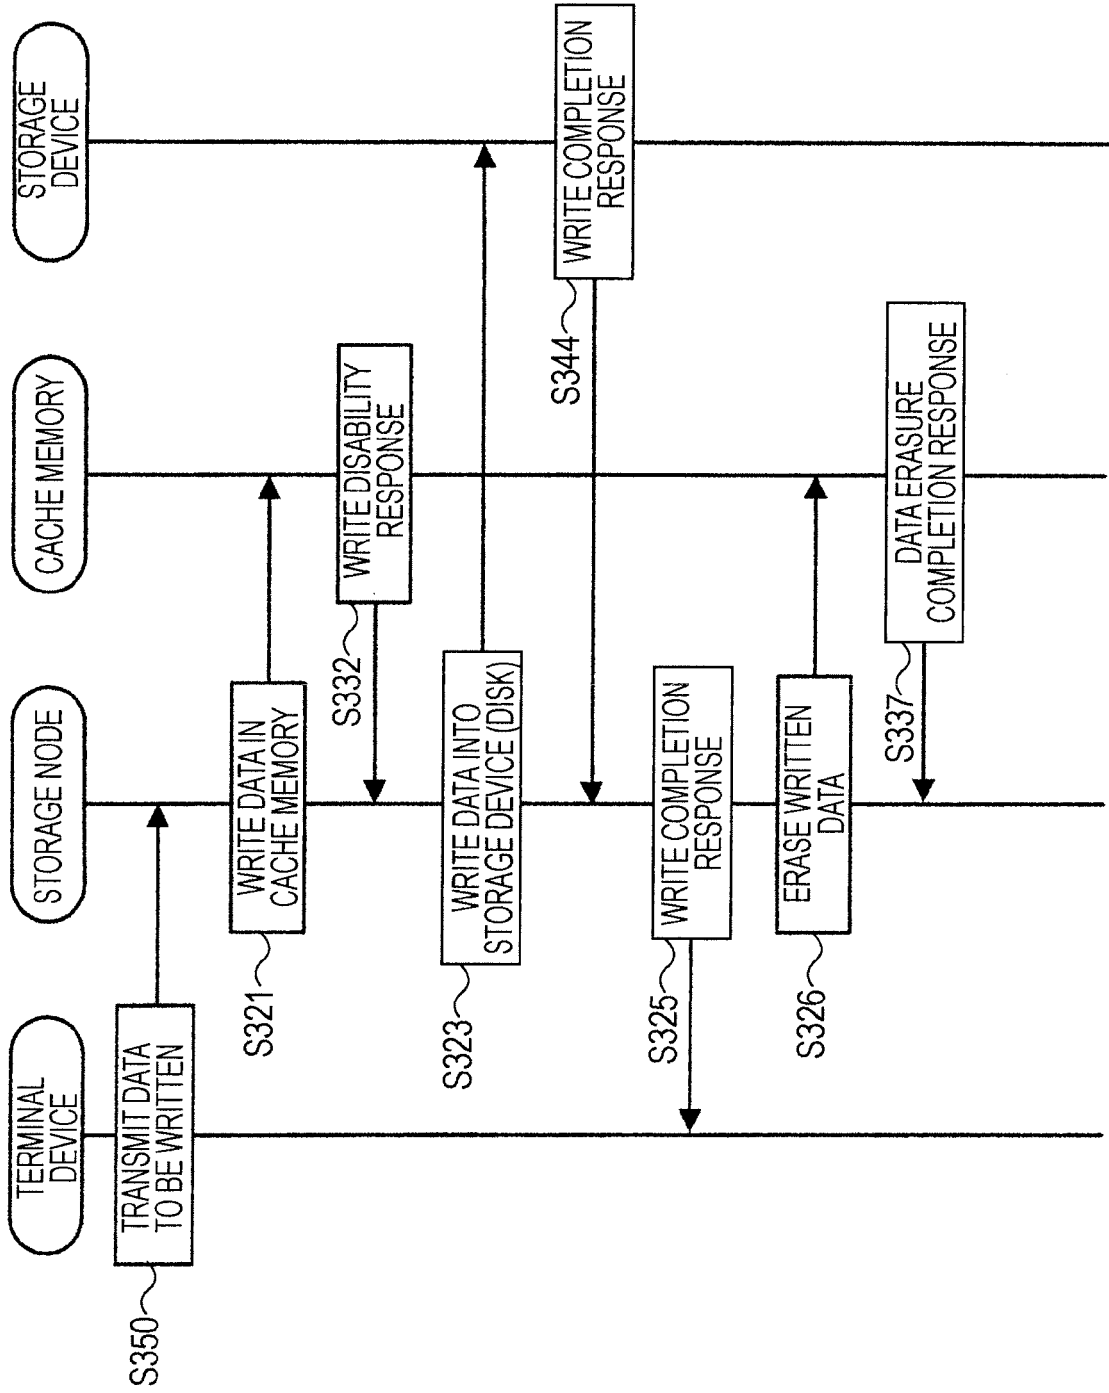 TERMINAL
DEVICE
STORAGE NODE
CACHE MEMORY
STORAGE
DEVICE
S350
TRANSMIT DATA
TO BE WRITTEN
S321
WRITE DATA IN
CACHE MEMORY
S332
WRITE DISABILITY
RESPONSE
S323
WRITE DATA INTO
STORAGE DEVICE (DISK)
S344
WRITE COMPLETION
RESPONSE
S325
WRITE COMPLETION
RESPONSE
S326
ERASE WRITTEN
DATA
S337
DATA ERASURE
COMPLETION RESPONSE